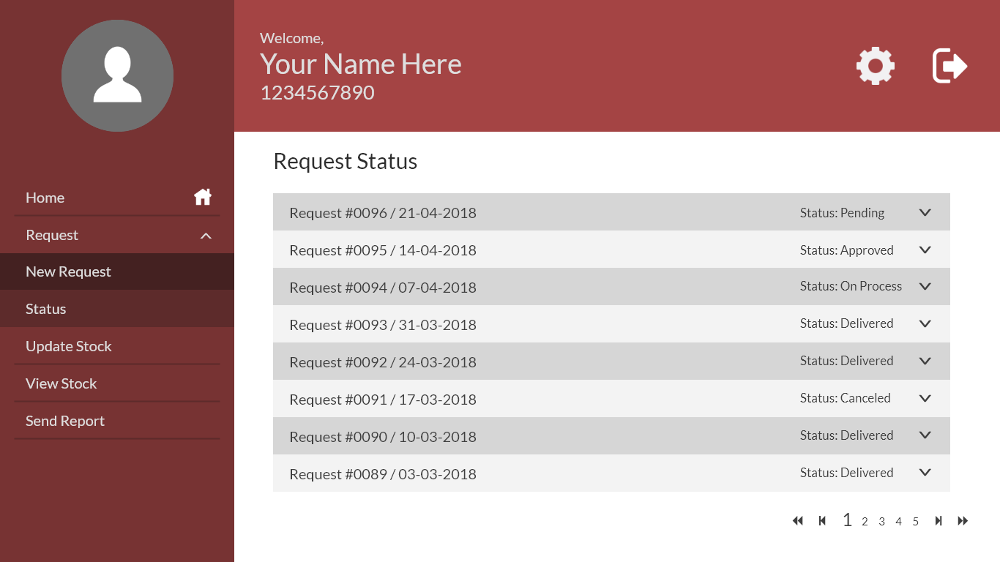 Welcome,
Your Name Here
1234567890
Home
Request
New Request
Status
Update Stock
View Stock
Send Report
Request Status
Request #0096 / 21-04-2018 Status: Pending
Request #0095 / 14-04-2018 Status: Approved
Request #0094 / 07-04-2018 Status: On Process
Request #0093 / 31-03-2018 Status: Delivered
Request #0092 / 24-03-2018 Status: Delivered
Request #0091 / 17-03-2018 Status: Canceled
Request #0090 / 10-03-2018 Status: Delivered
Request #0089 / 03-03-2018 Status: Delivered
1 2 3 4 5